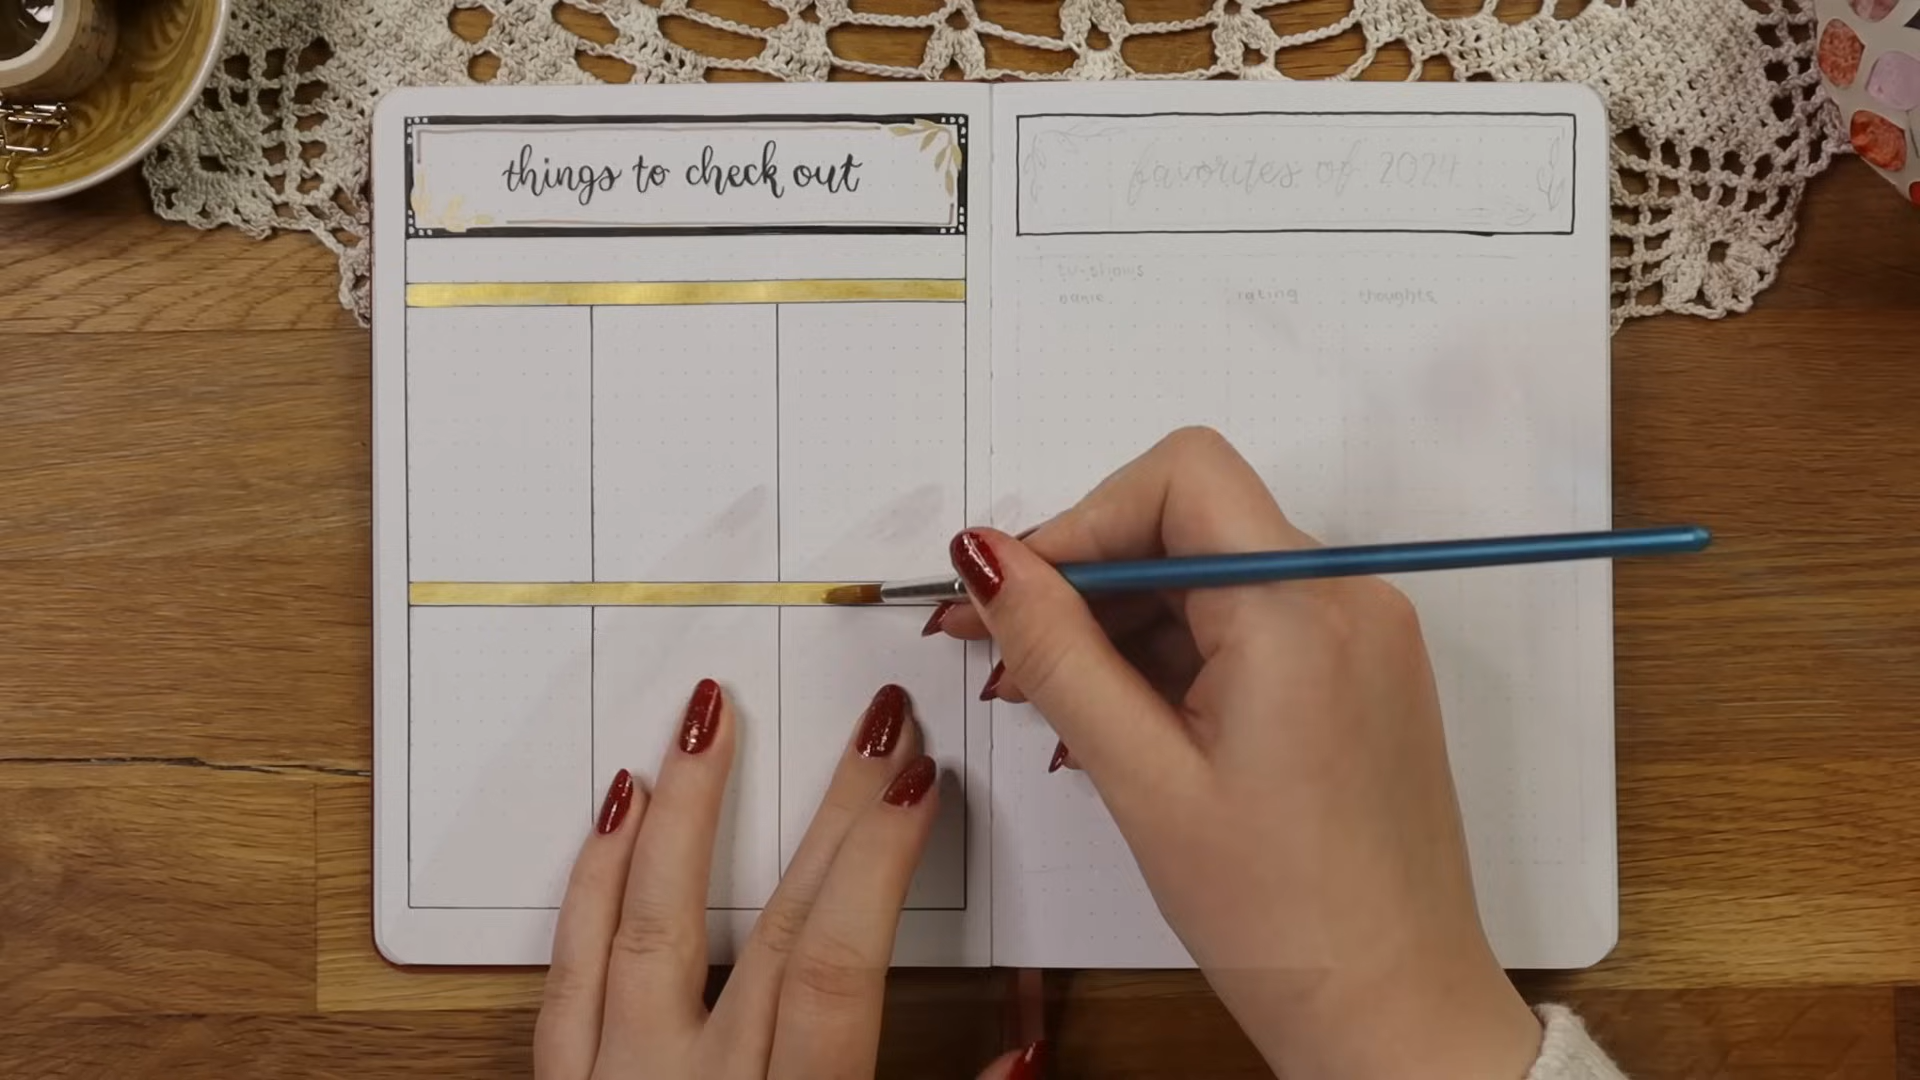 things to check out
favorites of 2024
rating thoughts